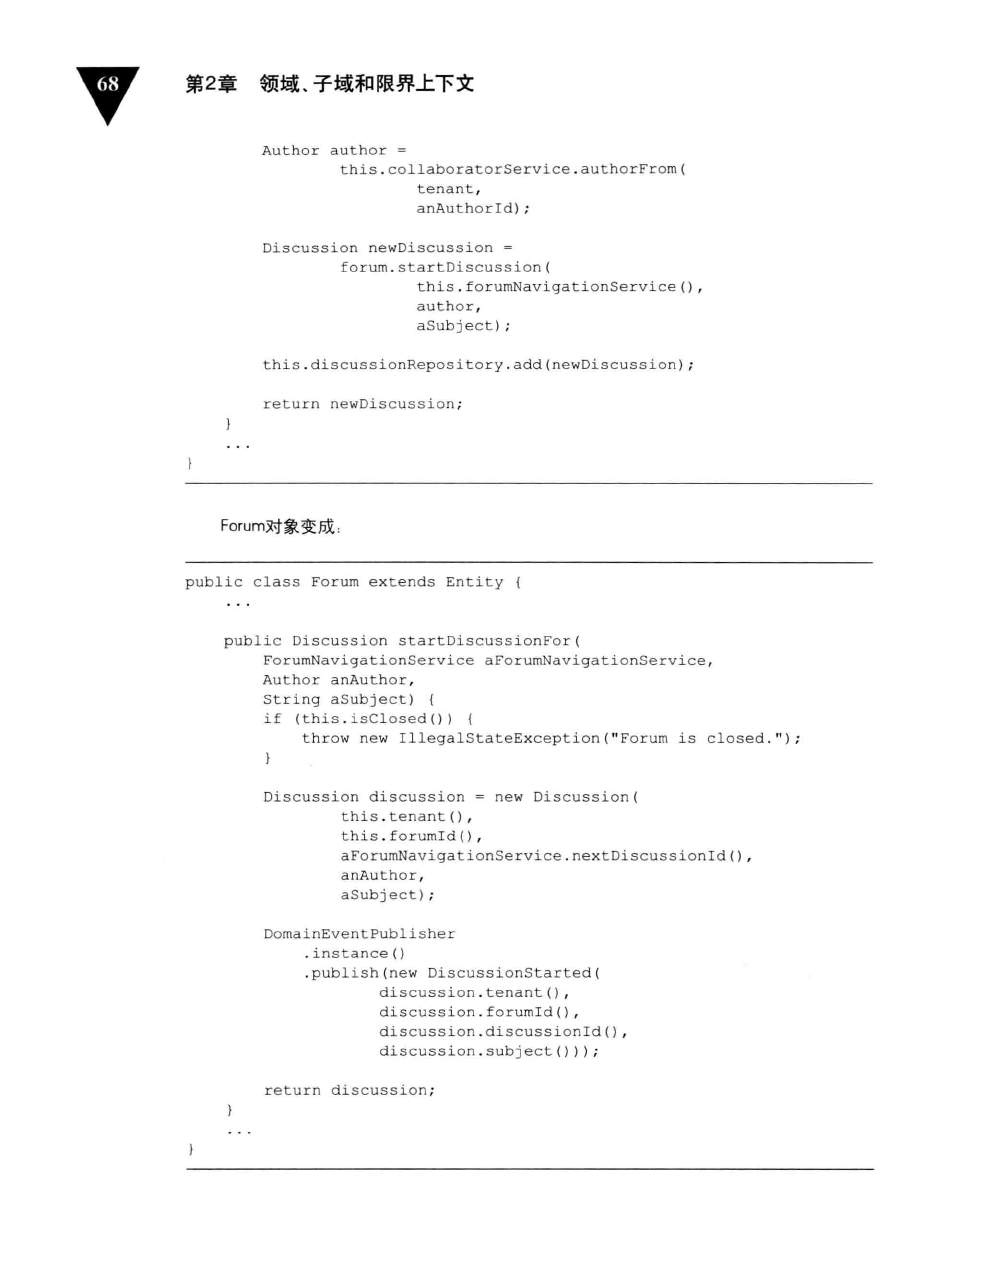 68
第2章 领域、子域和限界上下文
Author author =
this.collaboratorService.authorFrom(
tenant,
anAuthorId);
Discussion newDiscussion =
forum.startDiscussion(
this.forumNavigationService(),
author,
aSubject);
this.discussionRepository.add(newDiscussion);
return newDiscussion;
}
...
}
Forum对象变成:
public class Forum extends Entity {
...
public Discussion startDiscussionFor(
ForumNavigationService aForumNavigationService,
Author anAuthor,
String aSubject) {
if (this.isClosed()) {
throw new IllegalStateException("Forum is closed.");
}
Discussion discussion = new Discussion(
this.tenant(),
this.forumId(),
aForumNavigationService.nextDiscussionId(),
anAuthor,
aSubject);
DomainEventPublisher
.instance()
.publish(new DiscussionStarted(
discussion.tenant(),
discussion.forumId(),
discussion.discussionId(),
discussion.subject()));
return discussion;
}
...
}